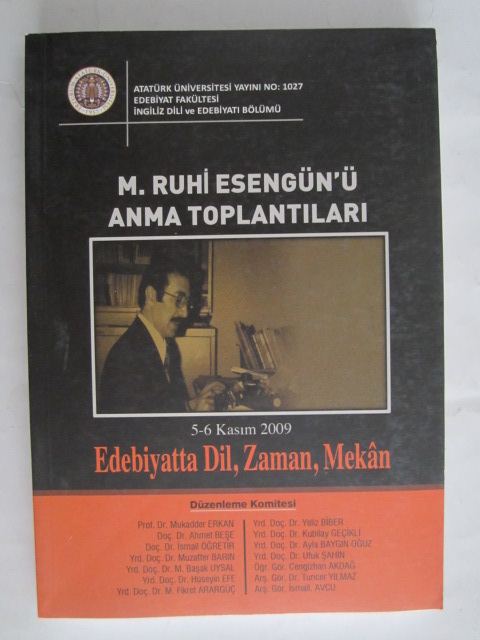 ATATÜRK ÜNİVERSİTESİ YAYINI NO: 1027
EDEBİYAT FAKÜLTESİ
İNGİLİZ DİLİ ve EDEBİYATI BÖLÜMÜ
M. RUHİ ESENGÜN'Ü
ANMA TOPLANTILARI
5-6 Kasım 2009
Edebiyatta Dil, Zaman, Mekân
Düzenleme Komitesi
Prof. Dr. Mukadder ERKAN
Doç. Dr. Ahmet BEŞE
Doç. Dr. İsmail ÖĞRETİR
Yrd. Doç. Dr. Muzaffer BARIN
Yrd. Doç. Dr. M. Başak UYSAL
Yrd. Doç. Dr. Hüseyin EFE
Yrd. Doç. Dr. M. Fikret ARARGÜÇ
Yrd. Doç. Dr. Yeliz BİBER
Yrd. Doç. Dr. Kubilay GEÇİKLİ
Yrd. Doç. Dr. Ayla BAYGIN OĞUZ
Yrd. Doç. Dr. Ufuk ŞAHİN
Öğr. Gör. Cengizhan AKDAĞ
Arş. Gör. Dr. Tuncer YILMAZ
Arş. Gör. İsmail. AVCU